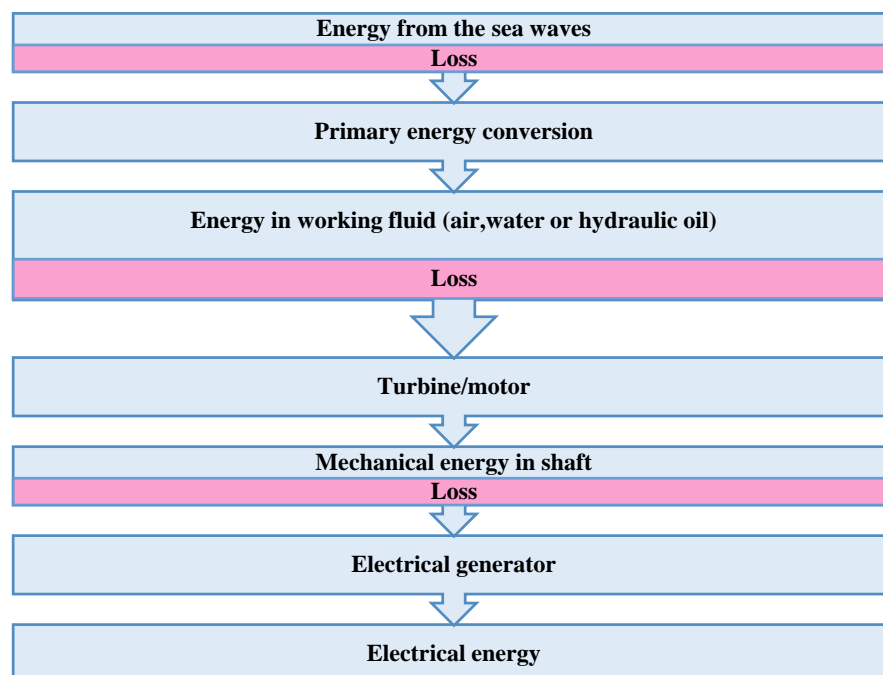 Energy from the sea waves
Loss
Primary energy conversion
Energy in working fluid (air,water or hydraulic oil)
Loss
Turbine/motor
Mechanical energy in shaft
Loss
Electrical generator
Electrical energy